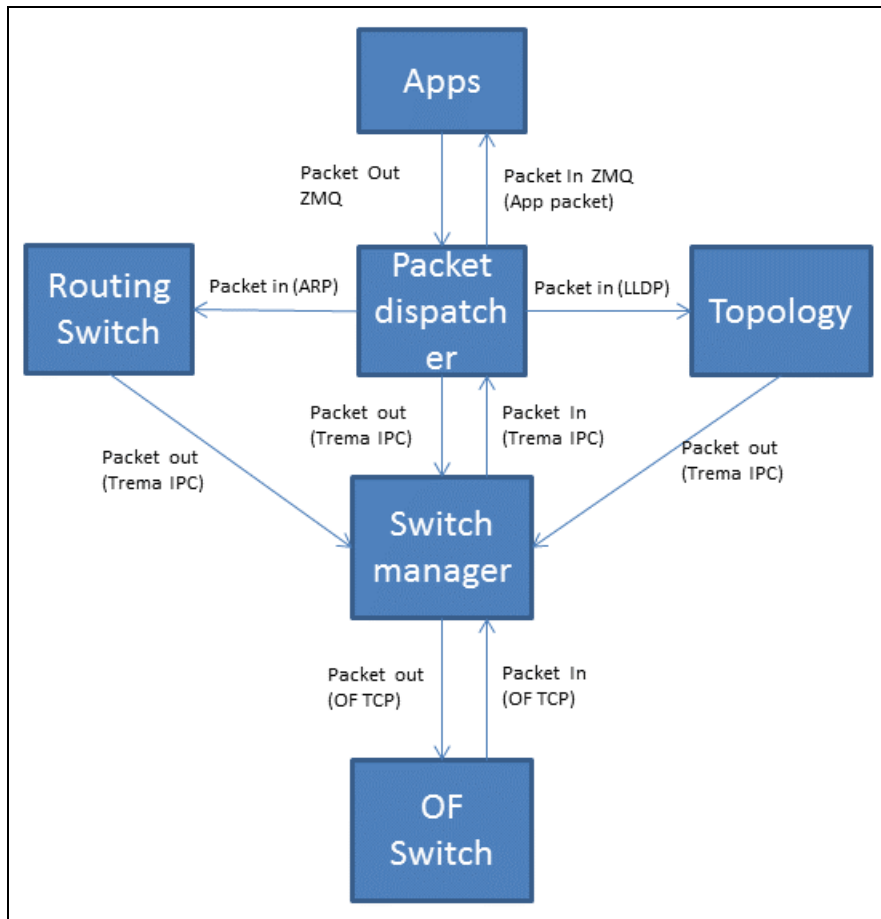 Apps
Packet Out
ZMQ
Packet In ZMQ
(App packet)
Routing
Switch
Packet in (ARP)
Packet
dispatch
er
Packet in (LLDP)
Topology
Packet out
(Trema IPC)
Packet out
(Trema IPC)
Packet In
(Trema IPC)
Packet out
(Trema IPC)
Switch
manager
Packet out
(OF TCP)
Packet In
(OF TCP)
OF
Switch